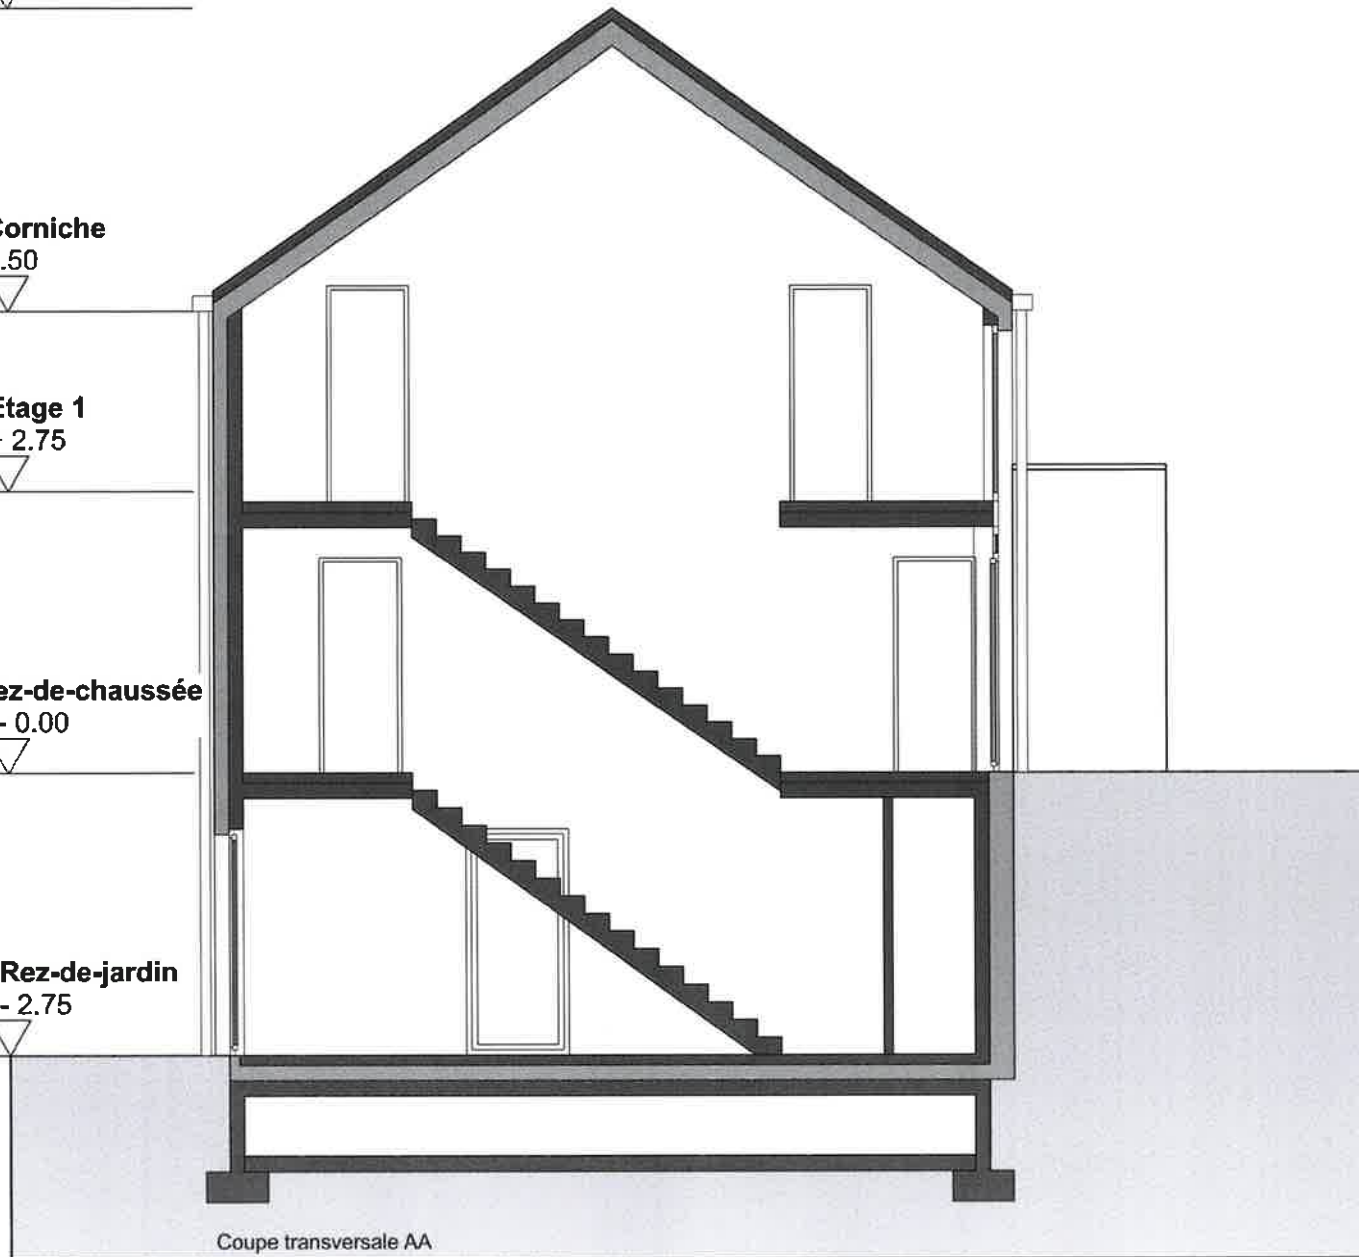 Corniche
.50
Etage 1
- 2.75
ez-de-chaussée
- 0.00
Rez-de-jardin
- 2.75
Coupe transversale AA